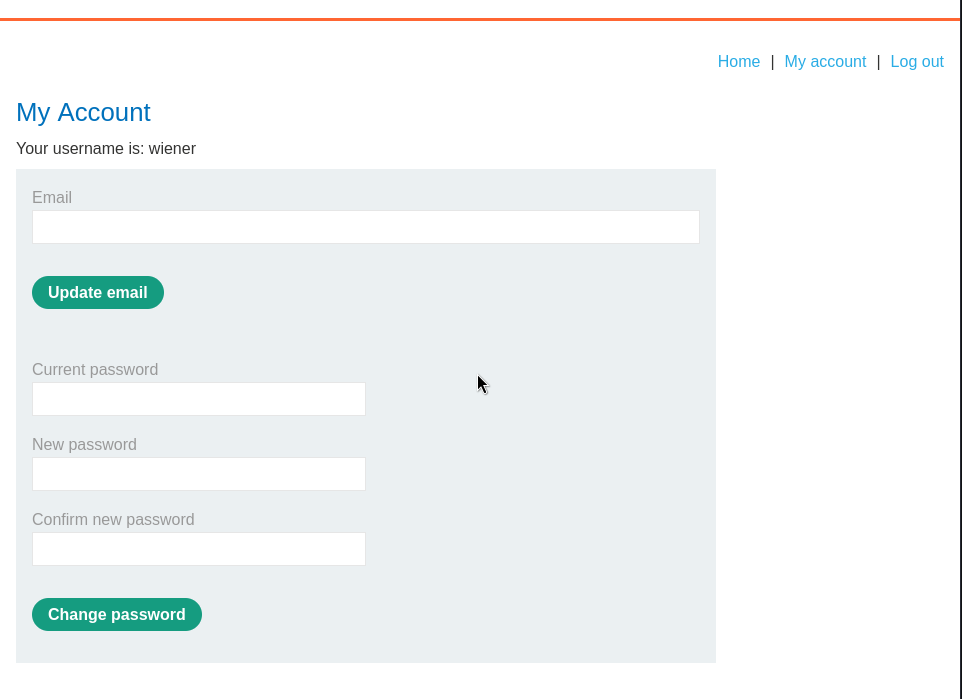 Home | My account | Log out
My Account
Your username is: wiener
Email
Update email
Current password
New password
Confirm new password
Change password